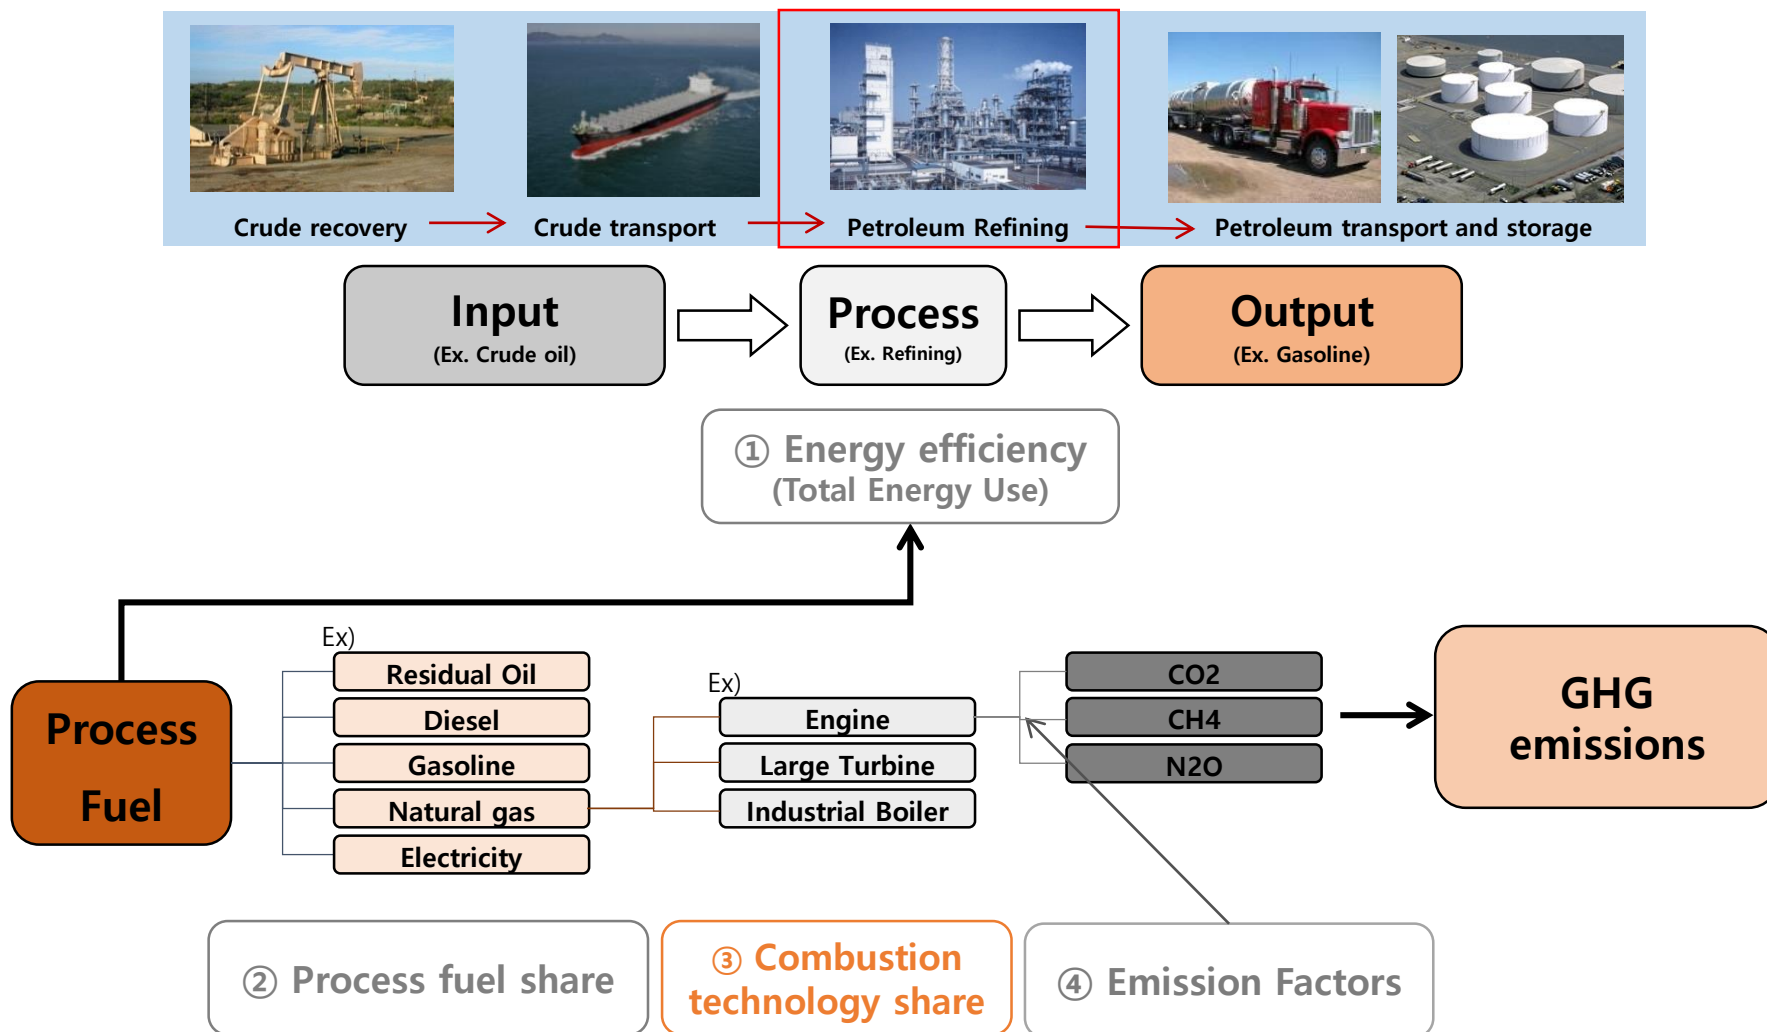 Crude recovery
Crude transport
Petroleum Refining
Petroleum transport and storage
Input
(Ex. Crude oil)
Process
(Ex. Refining)
Output
(Ex. Gasoline)
① Energy efficiency
(Total Energy Use)
Process
Fuel
Ex)
Residual Oil
Diesel
Gasoline
Natural gas
Electricity
Ex)
Engine
Large Turbine
Industrial Boiler
CO2
CH4
N2O
GHG
emissions
② Process fuel share
③ Combustion
technology share
④ Emission Factors